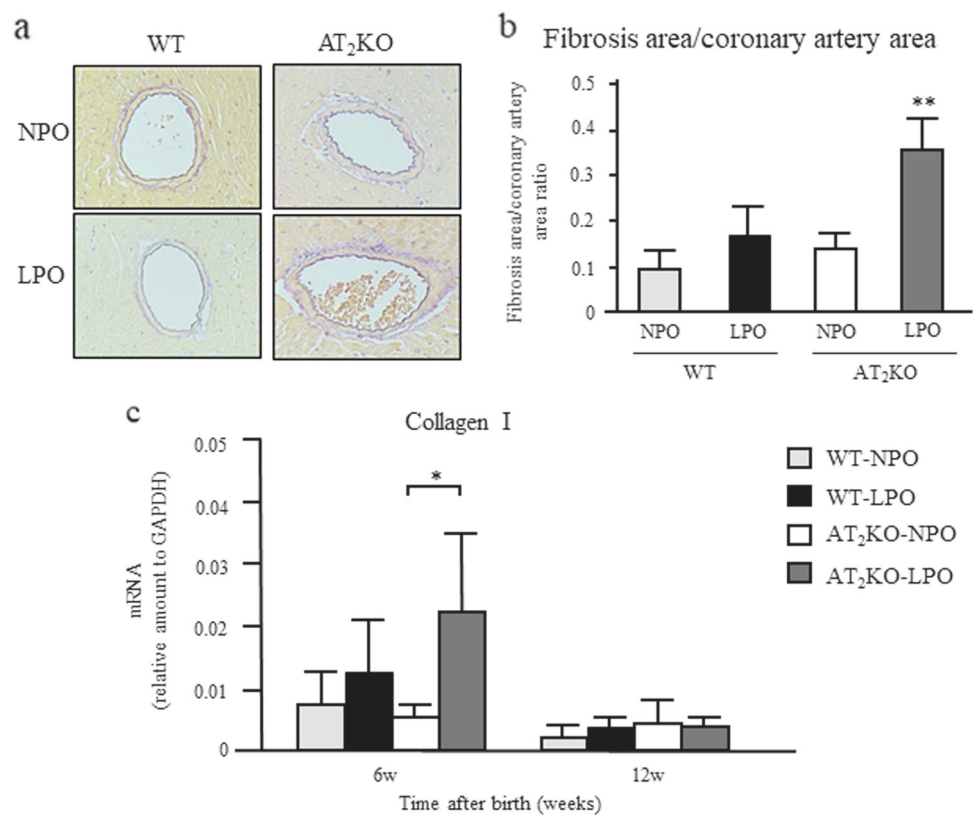 a
WT AT₂KO
NPO
LPO
b
Fibrosis area/coronary artery area
Fibrosis area/coronary artery
area ratio
0.5
0.4
0.3
0.2
0.1
0
**
NPO LPO NPO LPO
WT AT₂KO
c
Collagen I
mRNA
(relative amount to GAPDH)
0.05
0.04
0.03
0.02
0.01
0
*
6w 12w
Time after birth (weeks)
WT-NPO
WT-LPO
AT₂KO-NPO
AT₂KO-LPO